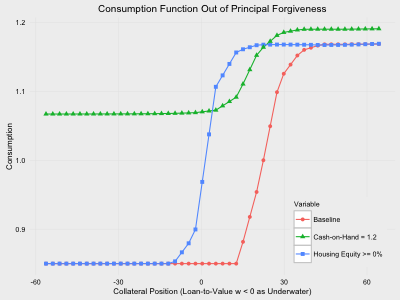 Consumption Function Out of Principal Forgiveness
1.2
1.1
1.0
0.9
Consumption
-60
-30
0
30
60
Collateral Position (Loan-to-Value w < 0 as Underwater)
Variable
Baseline
Cash-on-Hand = 1.2
Housing Equity >= 0%